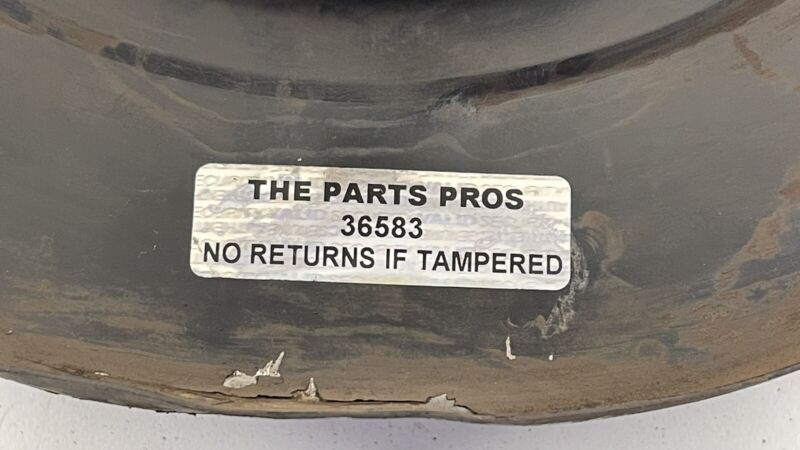 THE PARTS PROS
36583
NO RETURNS IF TAMPERED